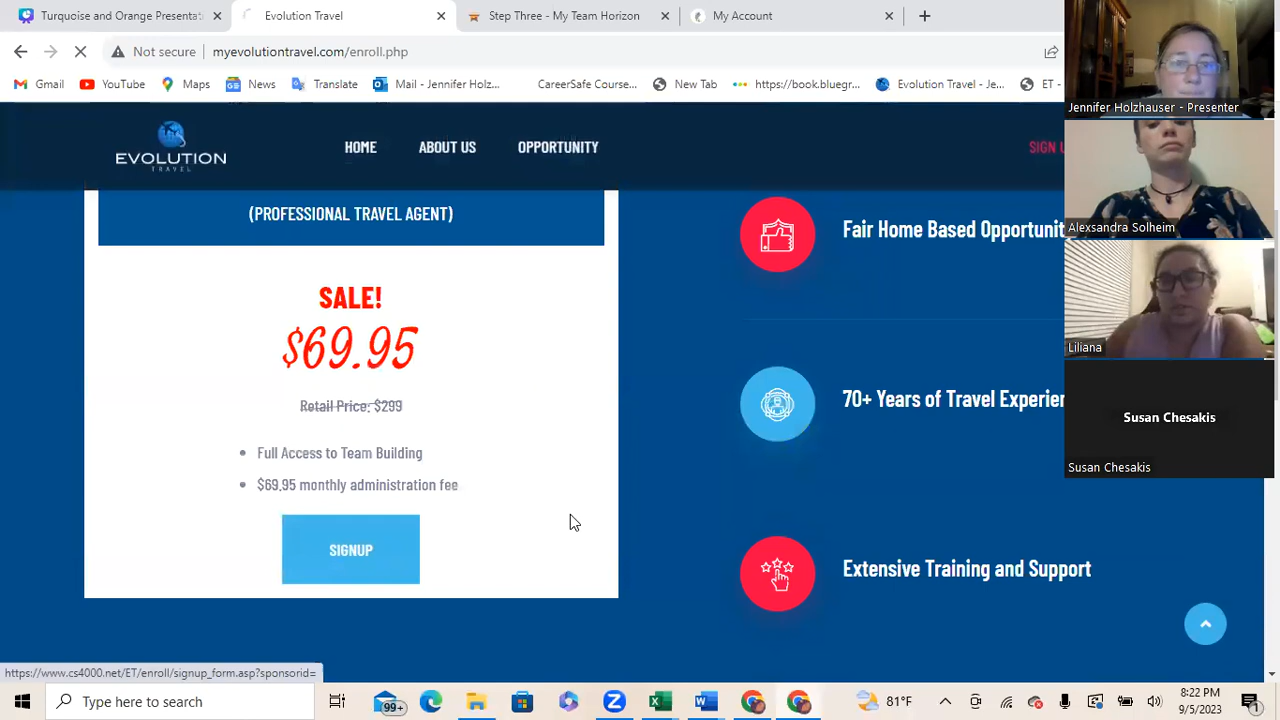 Turquoise and Orange Presentat
Evolution Travel
Step Three - My Team Horizon
My Account
Not secure
myevolutiontravel.com/enroll.php
Gmail
YouTube
Maps
News
Translate
Mail - Jennifer Holz...
CareerSafe Course...
New Tab
https://book.bluegr...
Evolution Travel - Je...
ET -
EVOLUTION
TRAVEL
HOME
ABOUT US
OPPORTUNITY
SIGN U
(PROFESSIONAL TRAVEL AGENT)
SALE!
$69.95
Retail Price: $299
Full Access to Team Building
$69.95 monthly administration fee
SIGNUP
Fair Home Based Opportunit
70+ Years of Travel Experien
Extensive Training and Support
Jennifer Holzhauser - Presenter
Alexsandra Solheim
Liliana
Susan Chesakis
Susan Chesakis
https://www.cs4000.net/ET/enroll/signup_form.asp?sponsorid=
Type here to search
99+
81°F
8:22 PM
9/5/2023
1